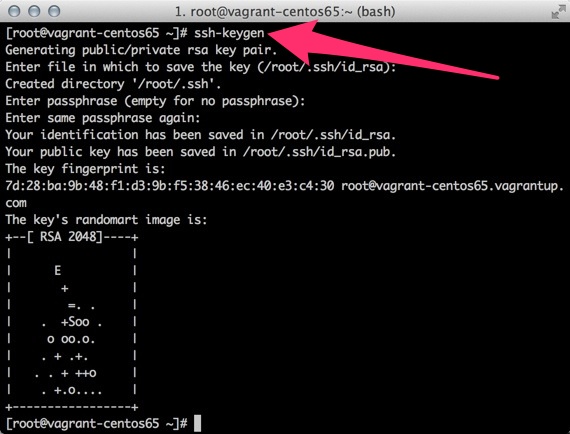 1. root@vagrant-centos65:~ (bash)
[root@vagrant-centos65 ~]# ssh-keygen
Generating public/private rsa key pair.
Enter file in which to save the key (/root/.ssh/id_rsa):
Created directory '/root/.ssh'.
Enter passphrase (empty for no passphrase):
Enter same passphrase again:
Your identification has been saved in /root/.ssh/id_rsa.
Your public key has been saved in /root/.ssh/id_rsa.pub.
The key fingerprint is:
7d:28:ba:9b:48:f1:d3:9b:f5:38:46:ec:40:e3:c4:30 root@vagrant-centos65.vagrantup.
com
The key's randomart image is:
+--[ RSA 2048]----+
|                 |
|      E          |
|       +         |
|        =. .     |
|    .  +Soo .    |
|     o oo.o.     |
|    . + .+.      |
|   . . + ++o     |
|    . +.o....    |
+-----------------+
[root@vagrant-centos65 ~]#